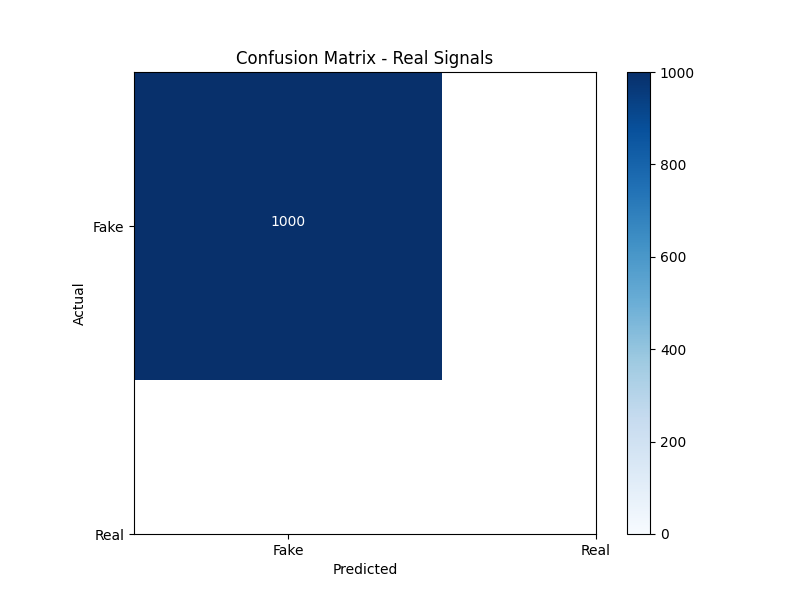 Confusion Matrix - Real Signals
1000
Fake
Real
Actual
Fake
Real
Predicted
1000
800
600
400
200
0